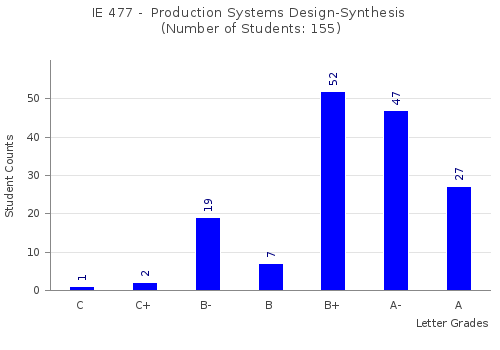 IE 477 - Production Systems Design-Synthesis
(Number of Students: 155)
Student Counts
50
40
30
20
10
0
1
2
19
7
52
47
27
C C+ B- B B+ A- A
Letter Grades